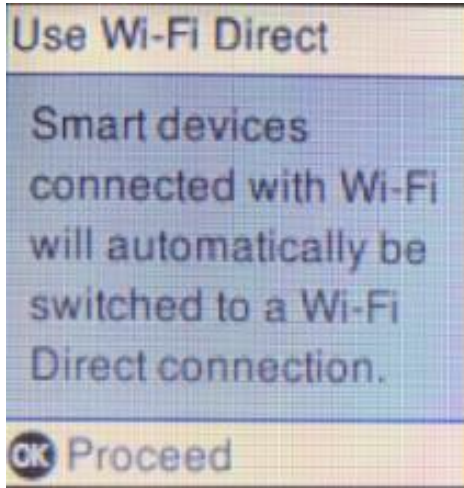 Use Wi-Fi Direct
Smart devices
connected with Wi-Fi
will automatically be
switched to a Wi-Fi
Direct connection.
OK Proceed